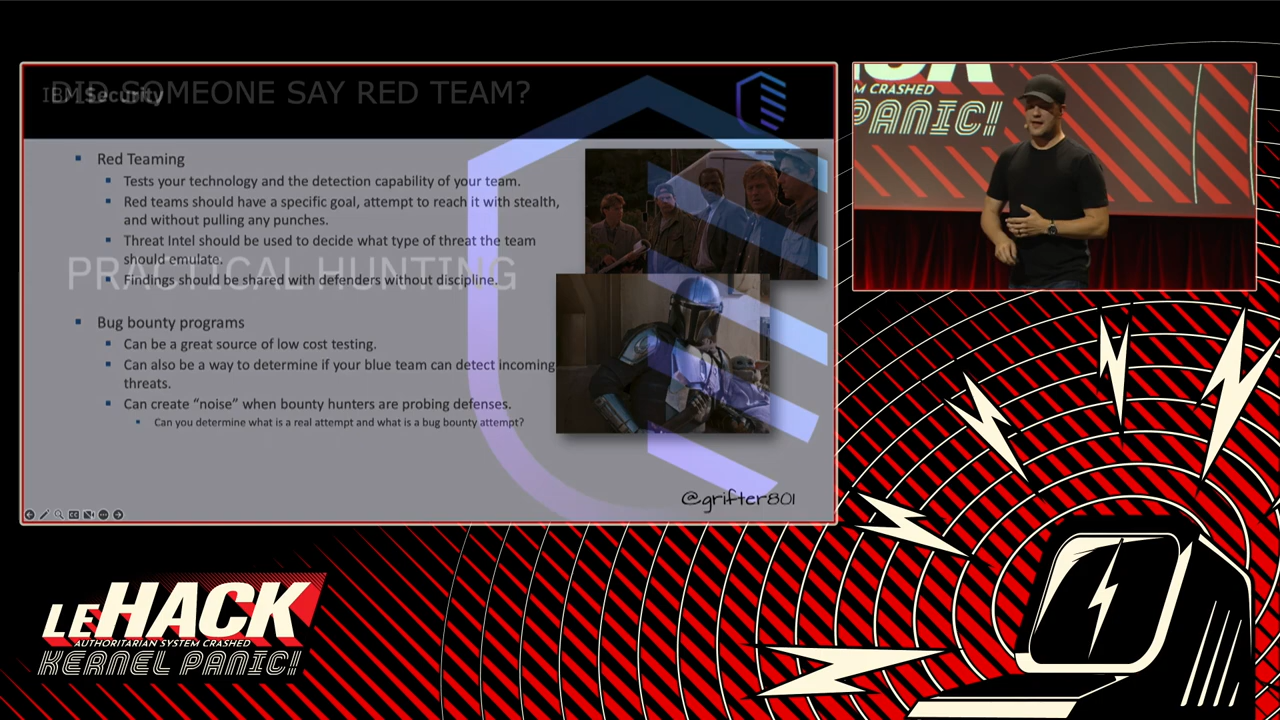 DID SOMEONE SAY RED TEAM?
IBM Security
Red Teaming
Tests your technology and the detection capability of your team.
Red teams should have a specific goal, attempt to reach it with stealth,
and without pulling any punches.
Threat Intel should be used to decide what type of threat the team
should emulate.
PRACTICAL HUNTING
Findings should be shared with defenders without discipline.
Bug bounty programs
Can be a great source of low cost testing.
Can also be a way to determine if your blue team can detect incoming
threats.
Can create “noise” when bounty hunters are probing defenses.
Can you determine what is a real attempt and what is a bug bounty attempt?
@grifter801
M CRASHED
PANIC!
LEHACK
AUTHORITARIAN SYSTEM CRASHED
KERNEL PANIC!